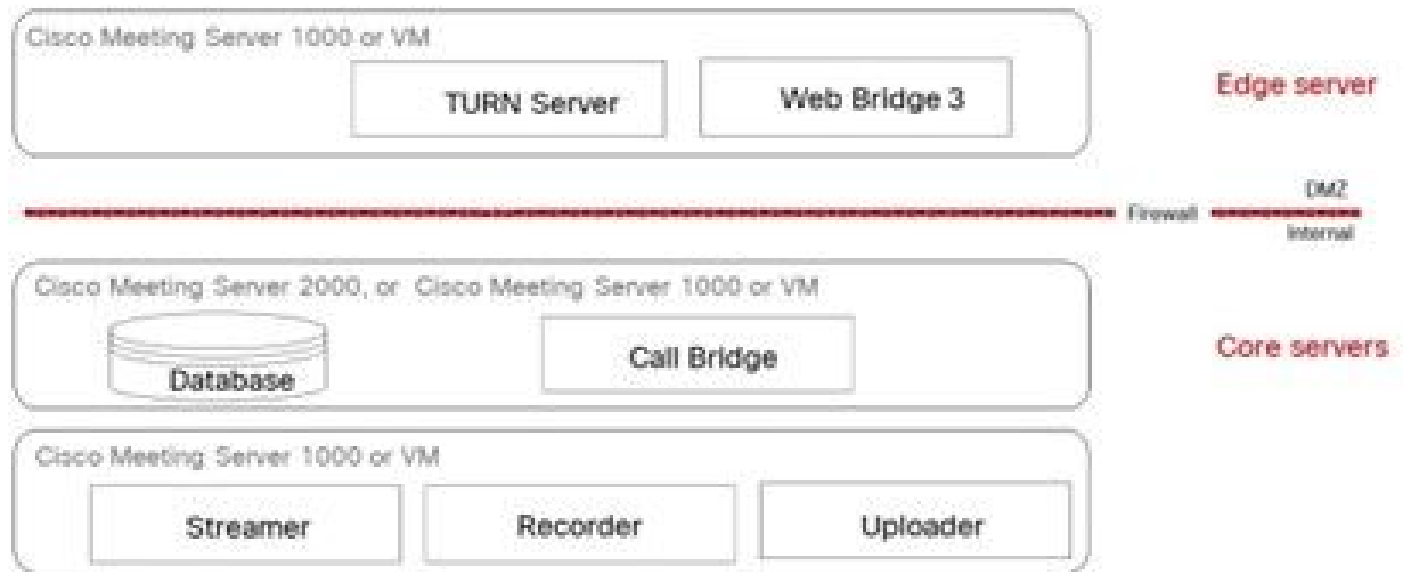 Cisco Meeting Server 1000 or VM
TURN Server
Web Bridge 3
Edge server
DMZ
Firewall
Internal
Cisco Meeting Server 2000, or Cisco Meeting Server 1000 or VM
Database
Call Bridge
Core servers
Cisco Meeting Server 1000 or VM
Streamer
Recorder
Uploader